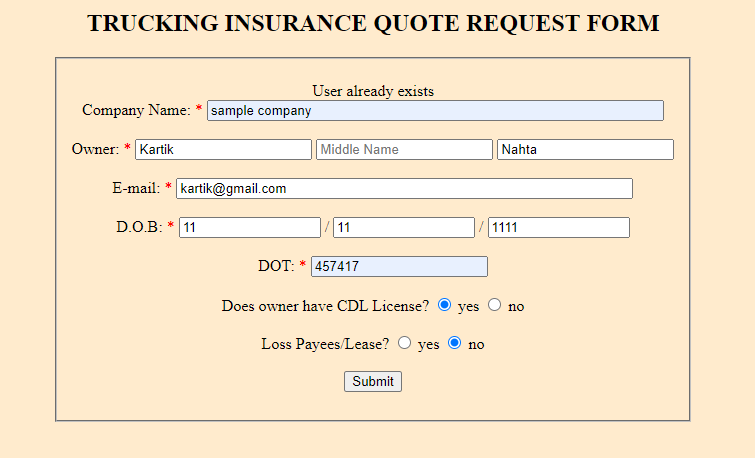 TRUCKING INSURANCE QUOTE REQUEST FORM
User already exists
Company Name: * sample company
Owner: * Kartik Middle Name Nahta
E-mail: * kartik@gmail.com
D.O.B: * 11 / 11 / 1111
DOT: * 457417
Does owner have CDL License? yes no
Loss Payees/Lease? yes no
Submit